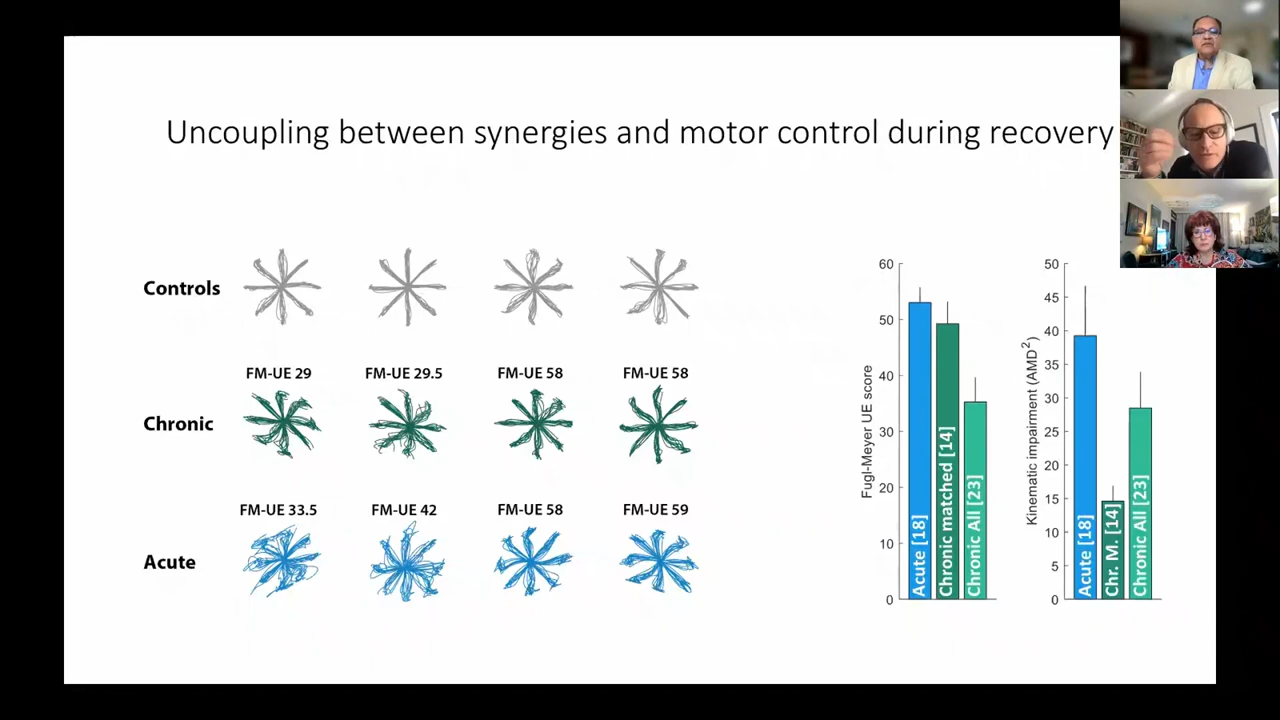 Uncoupling between synergies and motor control during recovery
Controls
FM-UE 29
FM-UE 29.5
FM-UE 58
FM-UE 58
Chronic
FM-UE 33.5
FM-UE 42
FM-UE 58
FM-UE 59
Acute
60
50
40
30
20
10
0
Fugl-Meyer UE score
Acute [18]
Chronic matched [14]
Chronic All [23]
50
45
40
35
30
25
20
15
10
5
0
Kinematic impairment (AMD²)
Acute [18]
Chr. M. [14]
Chronic All [23]